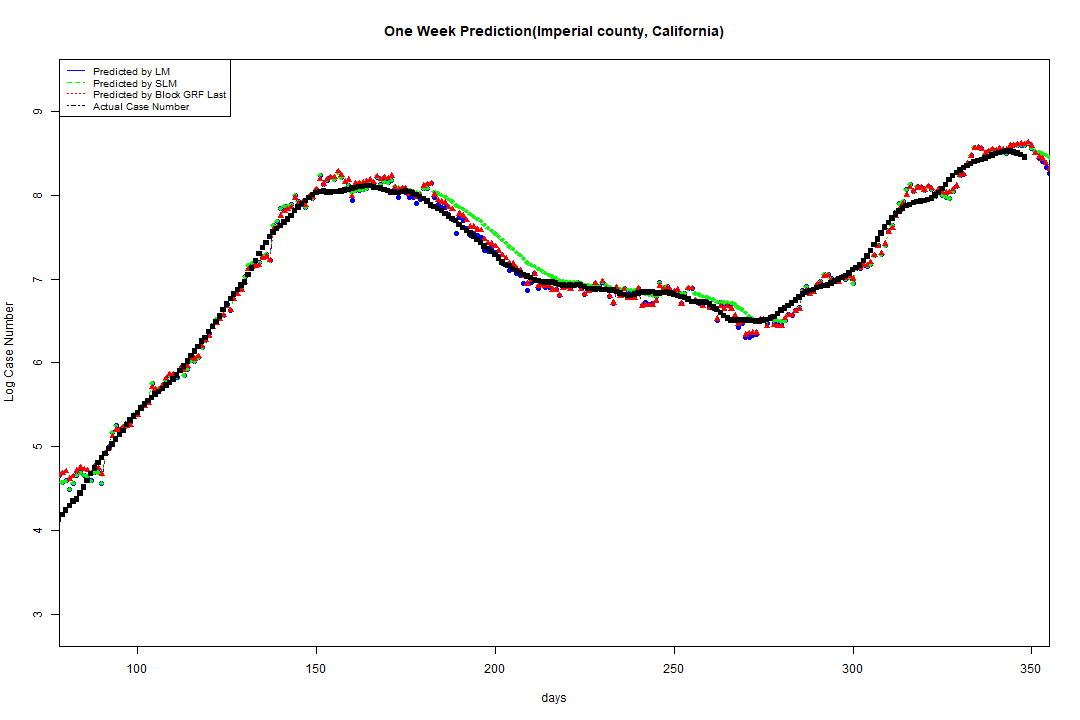 One Week Prediction(Imperial county, California)
Predicted by LM
Predicted by SLM
Predicted by Block GRF Last
Actual Case Number
9
8
7
6
5
4
3
Log Case Number
100 150 200 250 300 350
days